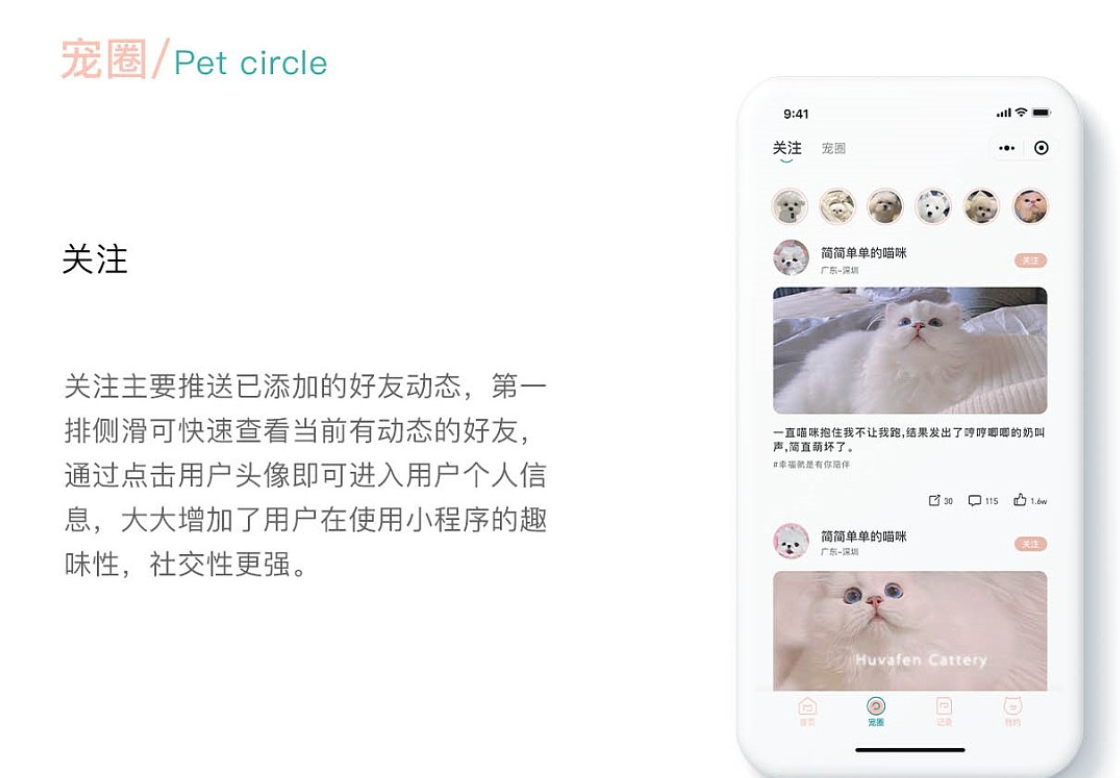 宠圈/Pet circle
关注
关注主要推送已添加的好友动态，第一
排侧滑可快速查看当前有动态的好友，
通过点击用户头像即可进入用户个人信
息，大大增加了用户在使用小程序的趣
味性，社交性更强。
9:41
关注 宠圈
简简单单的喵咪
广东-深圳
关注
一直喵咪抱住我不让我跑,结果发出了哼哼唧唧的奶叫
声,简直萌坏了。
#幸福就是有你陪伴
30 115 1.6w
简简单单的喵咪
广东-深圳
关注
Huvafen Cattery
首页 宠圈 记录 我的